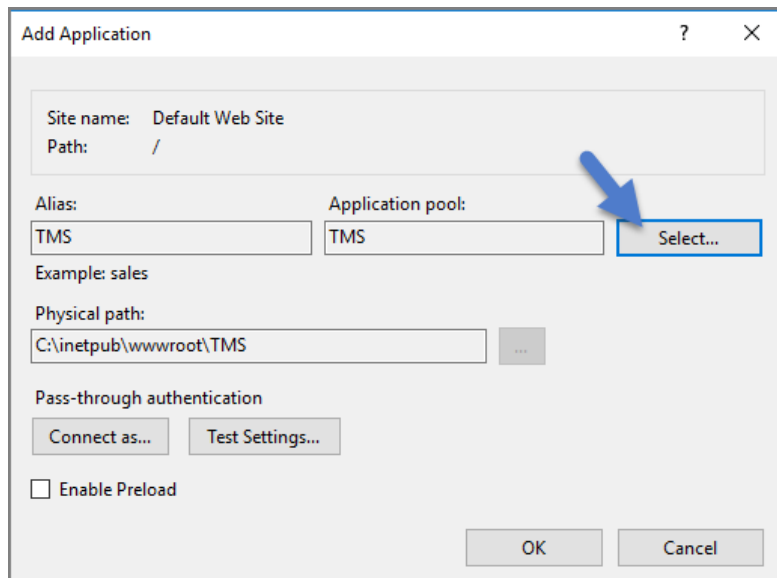 Add Application ?
Site name: Default Web Site
Path: /
Alias: Application pool:
TMS TMS Select...
Example: sales
Physical path:
C:\inetpub\wwwroot\TMS ...
Pass-through authentication
Connect as... Test Settings...
Enable Preload
OK Cancel